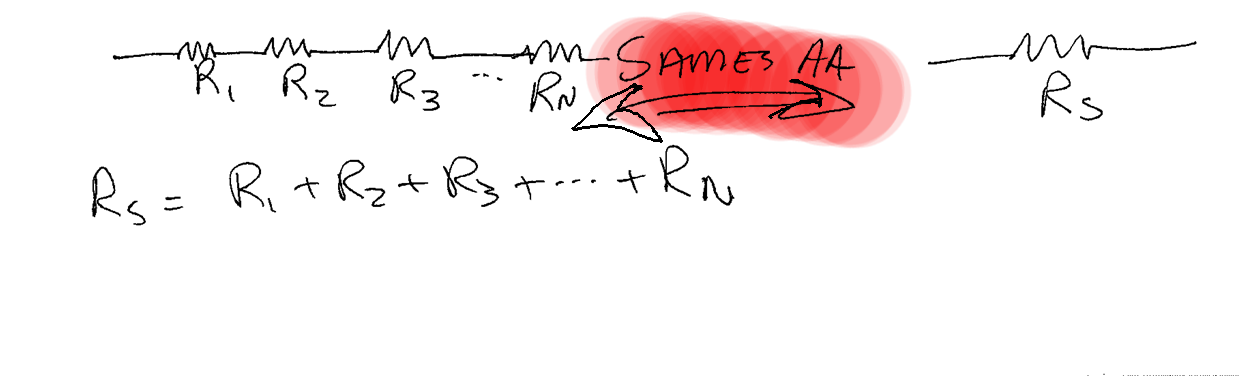 SAMES AA
R1 R2 R3 ... RN RS
RS = R1 + R2 + R3 + ... + RN